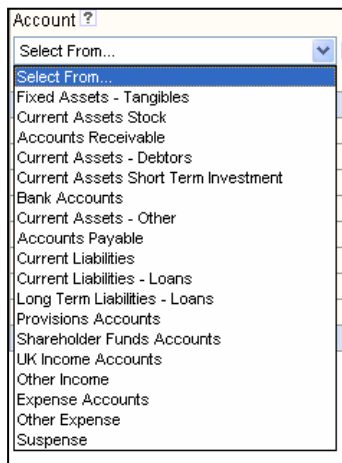 Account ?
Select From...
Select From...
Fixed Assets - Tangibles
Current Assets Stock
Accounts Receivable
Current Assets - Debtors
Current Assets Short Term Investment
Bank Accounts
Current Assets - Other
Accounts Payable
Current Liabilities
Current Liabilities - Loans
Long Term Liabilities - Loans
Provisions Accounts
Shareholder Funds Accounts
UK Income Accounts
Other Income
Expense Accounts
Other Expense
Suspense